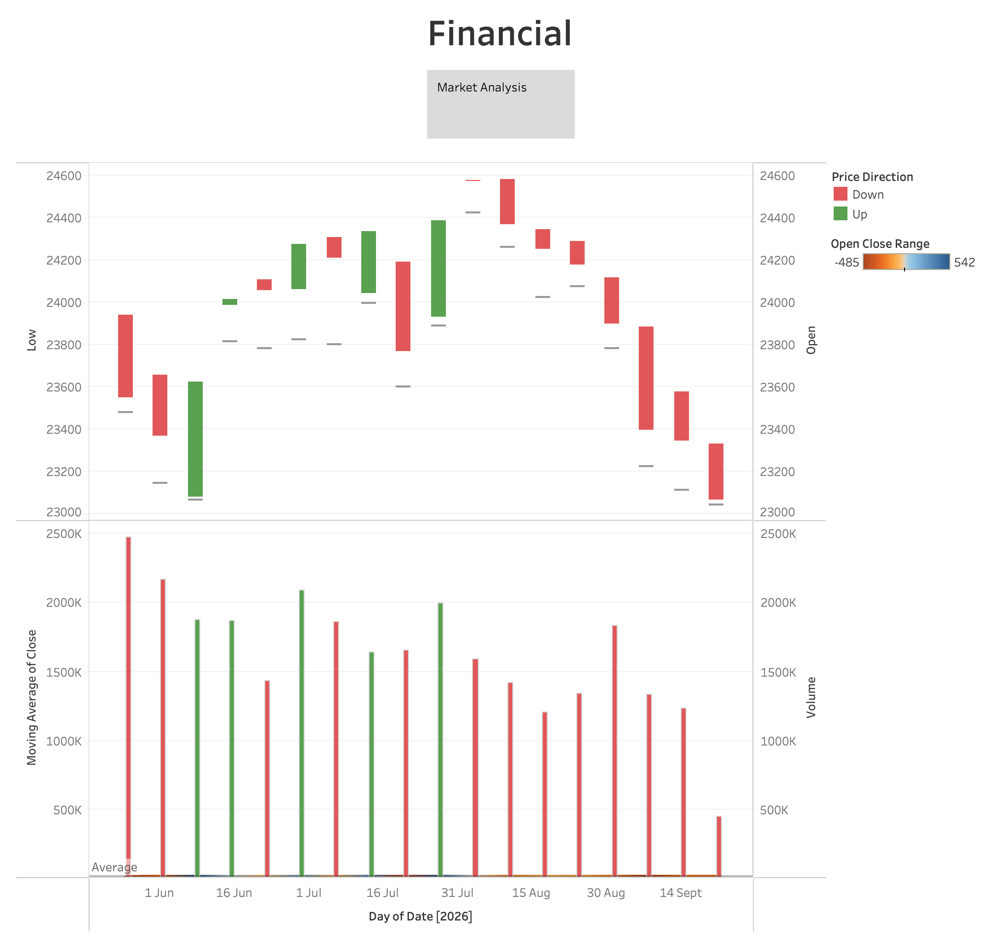 Financial
Market Analysis
24600
24400
24200
24000
23800
23600
23400
23200
23000
Low
24600
24400
24200
24000
23800
23600
23400
23200
23000
Open
Price Direction
Down
Up
Open Close Range
-485
542
2500K
2000K
1500K
1000K
500K
Moving Average of Close
Average
2500K
2000K
1500K
1000K
500K
Volume
1 Jun
16 Jun
1 Jul
16 Jul
31 Jul
15 Aug
30 Aug
14 Sept
Day of Date [2026]